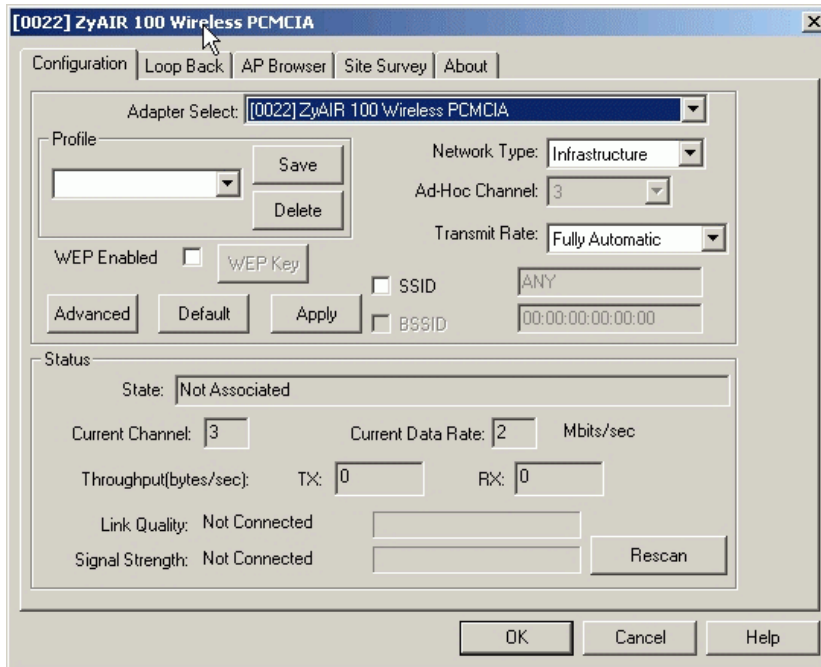 [0022] ZyAIR 100 Wireless PCMCIA
Configuration Loop Back AP Browser Site Survey About
Adapter Select: [0022] ZyAIR 100 Wireless PCMCIA
Profile
Save
Delete
Network Type: Infrastructure
Ad-Hoc Channel: 3
Transmit Rate: Fully Automatic
WEP Enabled WEP Key
SSID ANY
Advanced Default Apply
BSSID 00:00:00:00:00:00
Status
State: Not Associated
Current Channel: 3 Current Data Rate: 2 Mbits/sec
Throughput(bytes/sec): TX: 0 RX: 0
Link Quality: Not Connected
Signal Strength: Not Connected
Rescan
OK Cancel Help